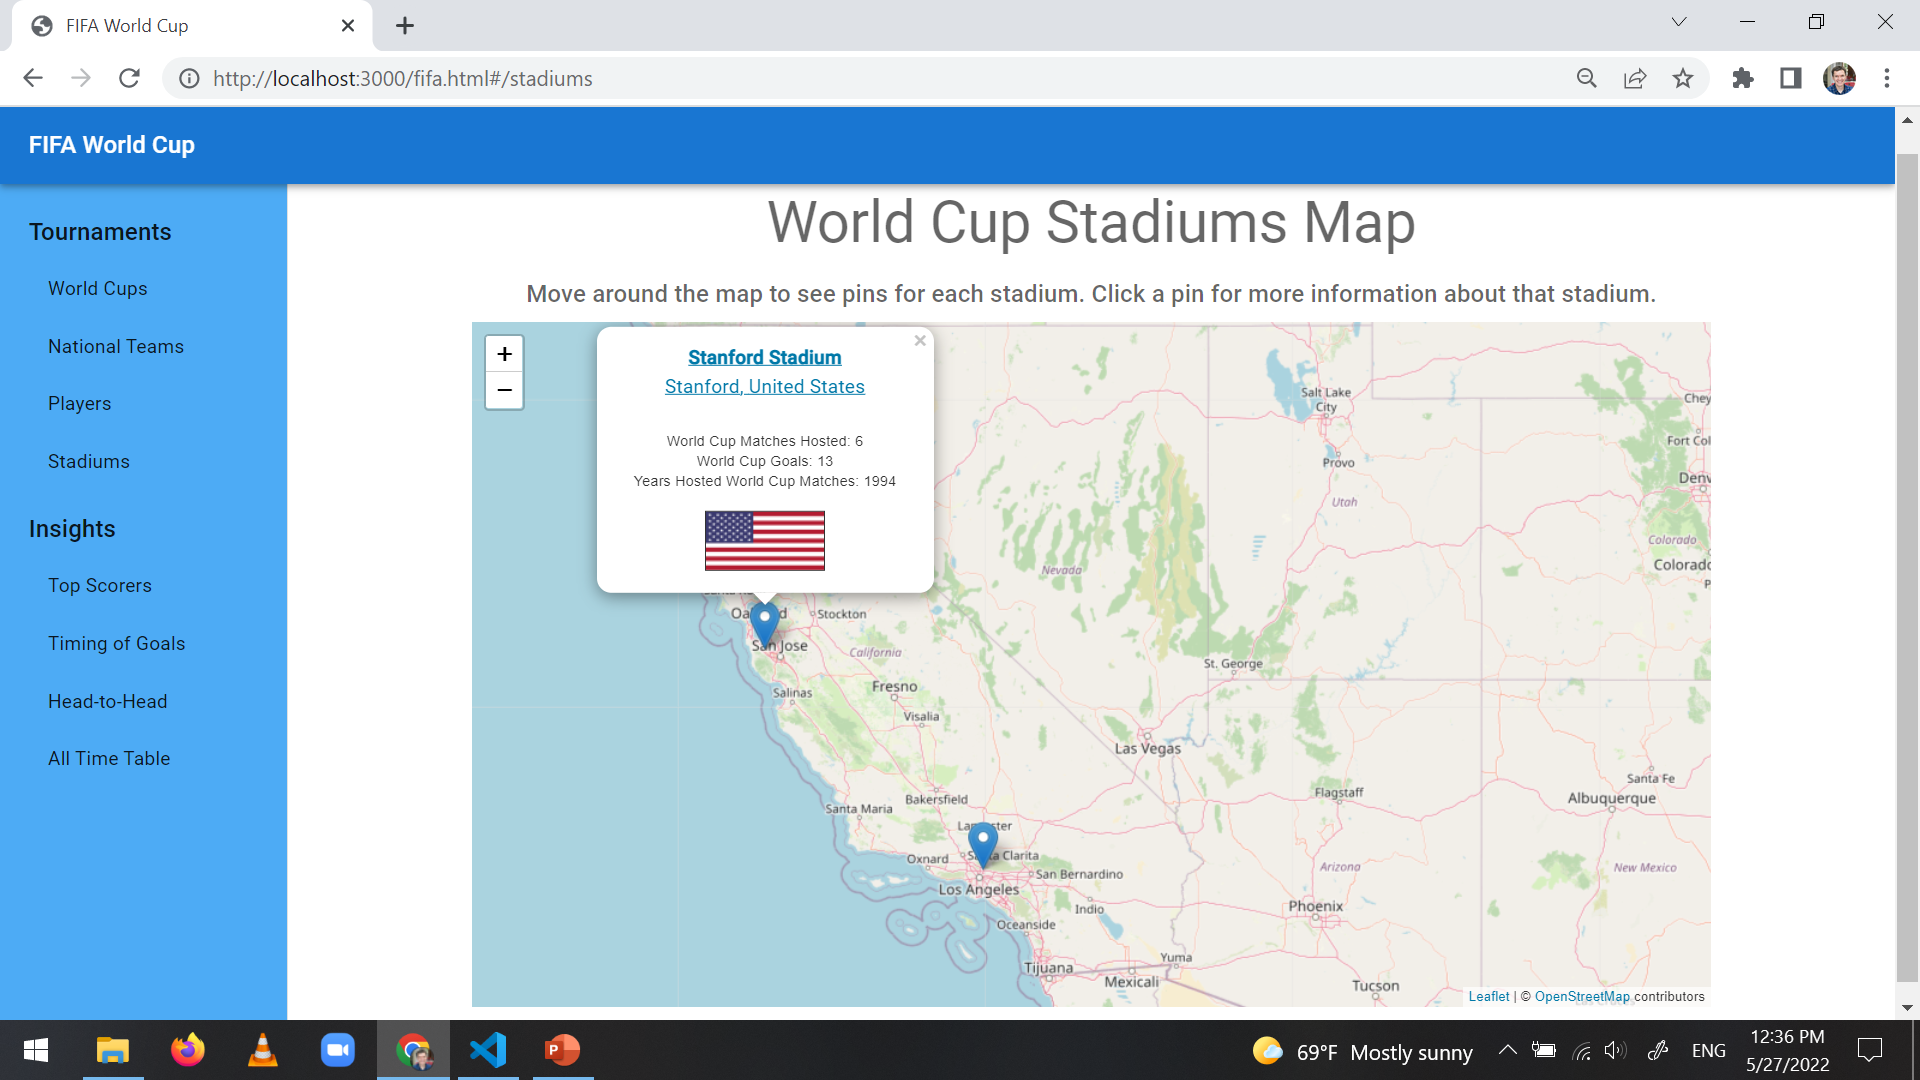 FIFA World Cup
http://localhost:3000/fifa.html#/stadiums
FIFA World Cup
Tournaments
World Cups
National Teams
Players
Stadiums
Insights
Top Scorers
Timing of Goals
Head-to-Head
All Time Table
World Cup Stadiums Map
Move around the map to see pins for each stadium. Click a pin for more information about that stadium.
+
−
×
Stanford Stadium
Stanford, United States
World Cup Matches Hosted: 6
World Cup Goals: 13
Years Hosted World Cup Matches: 1994
Salt Lake
City
Chey
Fort Col
Provo
Denv
Utah
Colorado
Colorado
P
Nevada
Stockton
San Jose
California
St. George
Salinas
Fresno
Visalia
Las Vegas
Santa Fe
Albuquerque
Flagstaff
Bakersfield
Santa Maria
Oxnard
San Bernardino
Los Angeles
Arizona
New Mexico
Indio
Phoenix
Oceanside
Yuma
Tijuana
Mexicali
Tucson
Leaflet | © OpenStreetMap contributors
69°F Mostly sunny
ENG
12:36 PM
5/27/2022